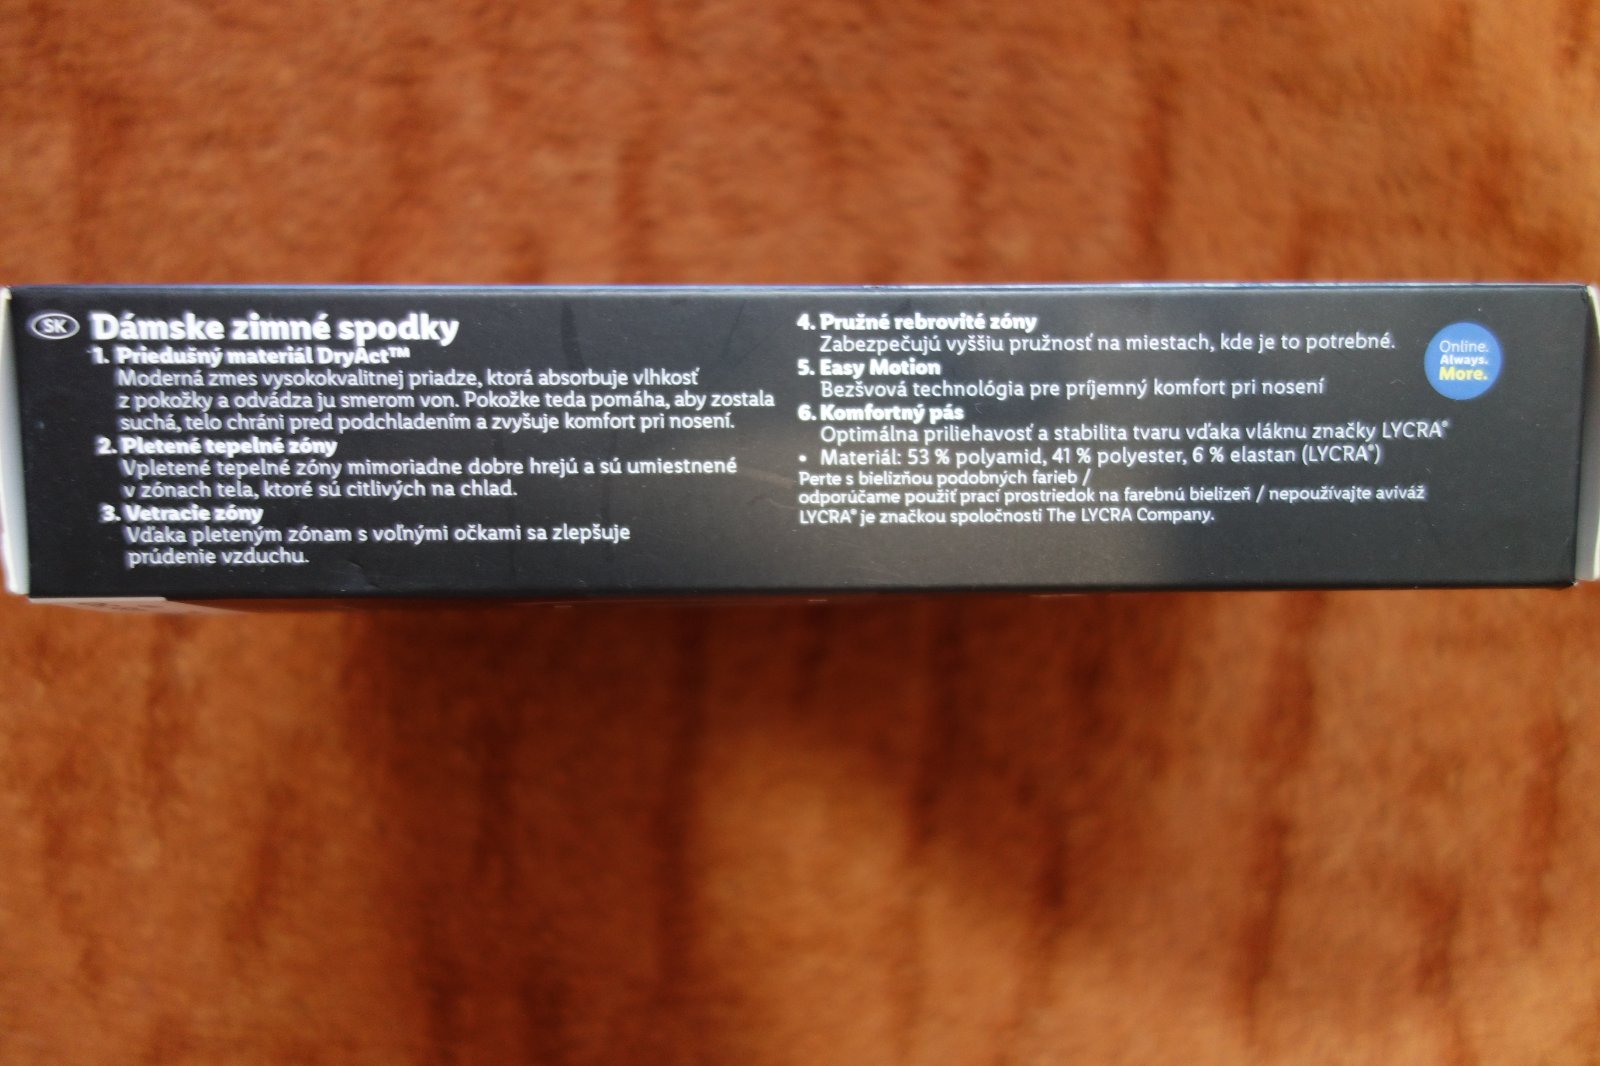 SK Dámske zimné spodky
1. Priedušný materiál DryAct™
Moderná zmes vysokokvalitnej priadze, ktorá absorbuje vlhkosť
z pokožky a odvádza ju smerom von. Pokožke teda pomáha, aby zostala
suchá, telo chráni pred podchladením a zvyšuje komfort pri nosení.
2. Pletené tepelné zóny
Vpletené tepelné zóny mimoriadne dobre hrejú a sú umiestnené
v zónach tela, ktoré sú citlivých na chlad.
3. Vetracie zóny
Vďaka pleteným zónam s voľnými očkami sa zlepšuje
prúdenie vzduchu.
4. Pružné rebrovité zóny
Zabezpečujú vyššiu pružnosť na miestach, kde je to potrebné.
5. Easy Motion
Bezšvová technológia pre príjemný komfort pri nosení
6. Komfortný pás
Optimálna priliehavosť a stabilita tvaru vďaka vláknu značky LYCRA®
• Materiál: 53 % polyamid, 41 % polyester, 6 % elastan (LYCRA®)
Perte s bielizňou podobných farieb /
odporúčame použiť prací prostriedok na farebnú bielizeň / nepoužívajte aviváž
LYCRA® je značkou spoločnosti The LYCRA Company.
Online.
Always.
More.